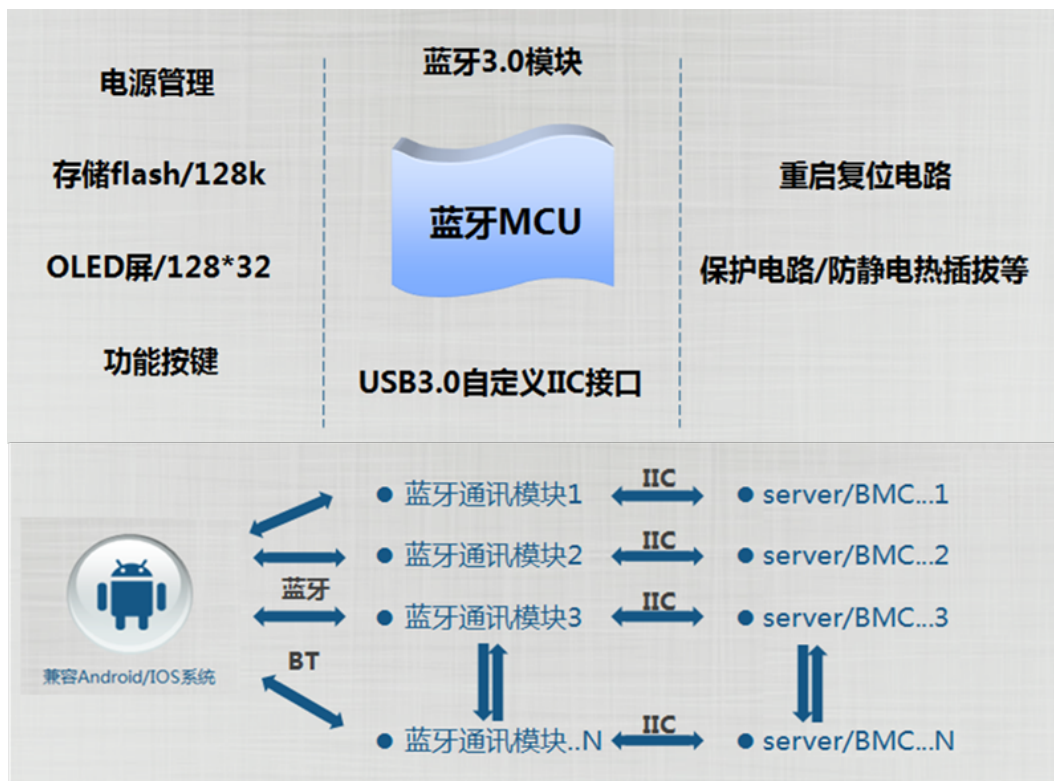 电源管理
存储flash/128k
OLED屏/128*32
功能按键
蓝牙3.0模块
蓝牙MCU
USB3.0自定义IIC接口
重启复位电路
保护电路/防静电热插拔等
兼容Android/IOS系统
蓝牙
BT
● 蓝牙通讯模块1 IIC ● server/BMC...1
● 蓝牙通讯模块2 IIC ● server/BMC...2
● 蓝牙通讯模块3 IIC ● server/BMC...3
● 蓝牙通讯模块..N IIC ● server/BMC...N